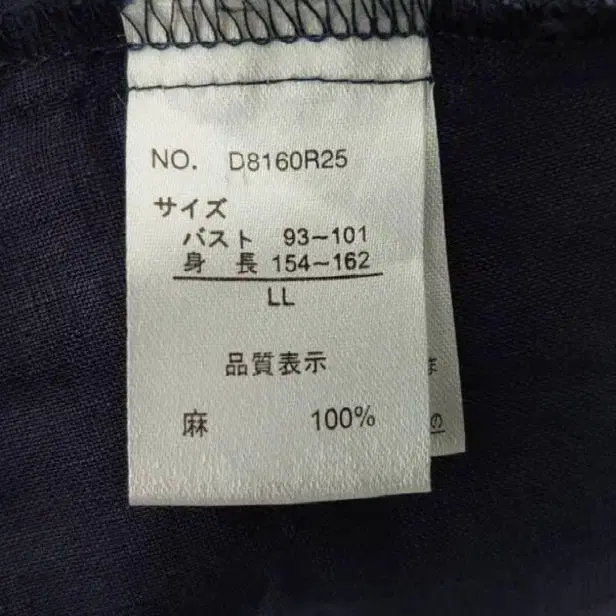 NO. D8160R25
サイズ
バスト 93~101
身長 154~162
LL
品質表示
麻 100%
の